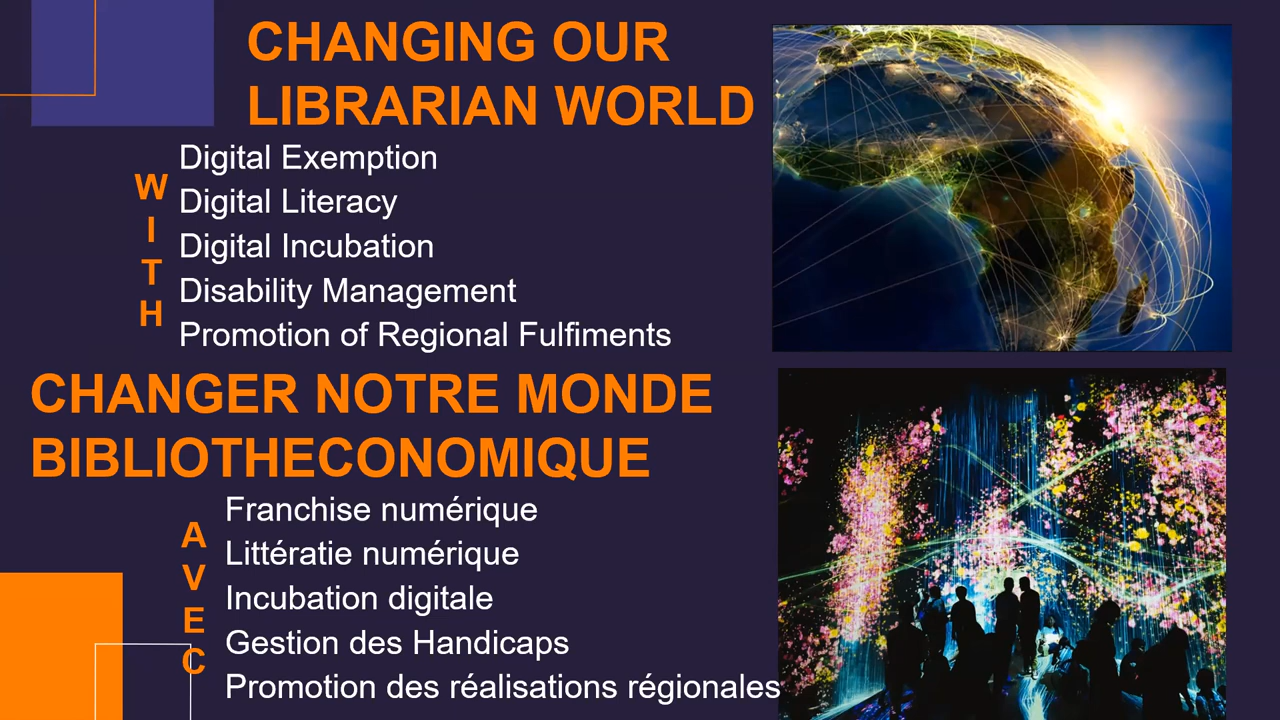 CHANGING OUR
LIBRARIAN WORLD
W
I
T
H
Digital Exemption
Digital Literacy
Digital Incubation
Disability Management
Promotion of Regional Fulfiments
CHANGER NOTRE MONDE
BIBLIOTHECONOMIQUE
A
V
E
C
Franchise numérique
Littératie numérique
Incubation digitale
Gestion des Handicaps
Promotion des réalisations régionales